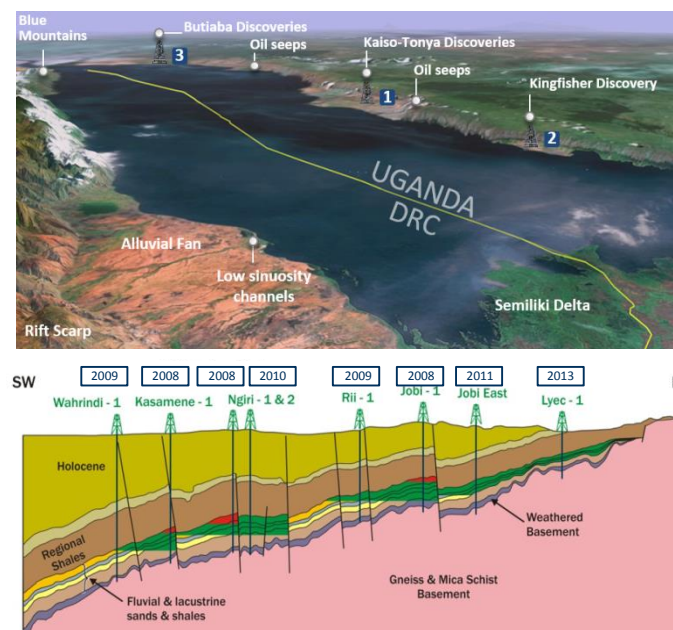 Blue
Mountains
Butiaba Discoveries
3
Oil seeps
Kaiso-Tonya Discoveries
1
Oil seeps
Kingfisher Discovery
2
UGANDA
DRC
Alluvial Fan
Low sinuosity
channels
Semiliki Delta
Rift Scarp
SW
2009
2008
2008
2010
2009
2008
2011
2013
Wahrindi - 1
Kasamene - 1
Ngiri - 1 & 2
Rii - 1
Jobi - 1
Jobi East
Lyec - 1
Holocene
Regional
Shales
Weathered
Basement
Fluvial & lacustrine
sands & shales
Gneiss & Mica Schist
Basement